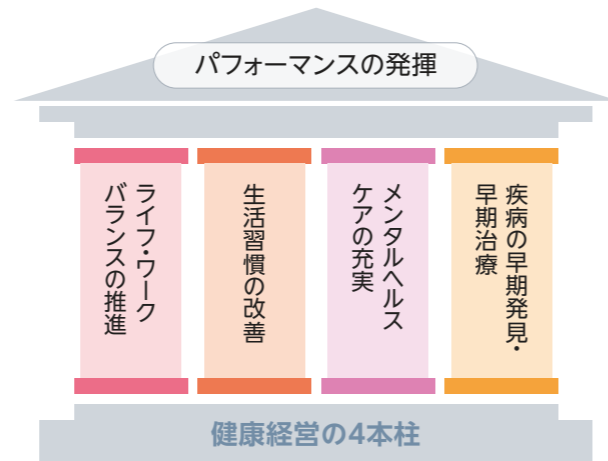 パフォーマンスの発揮
ライフ・ワーク
バランスの推進
生活習慣の改善
メンタルヘルス
ケアの充実
疾病の早期発見・
早期治療
健康経営の4本柱